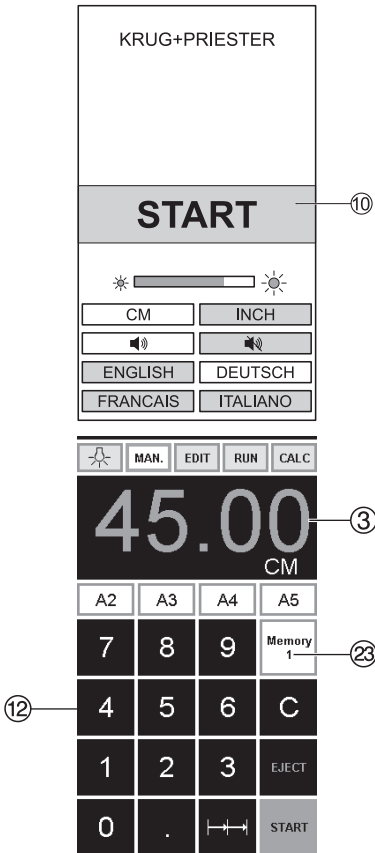 KRUG+PRIESTER
START
10
CM INCH
ENGLISH DEUTSCH
FRANCAIS ITALIANO
MAN. EDIT RUN CALC
45.00
3
CM
A2 A3 A4 A5
7 8 9 Memory
1
23
12
4 5 6 C
1 2 3 EJECT
0 . START